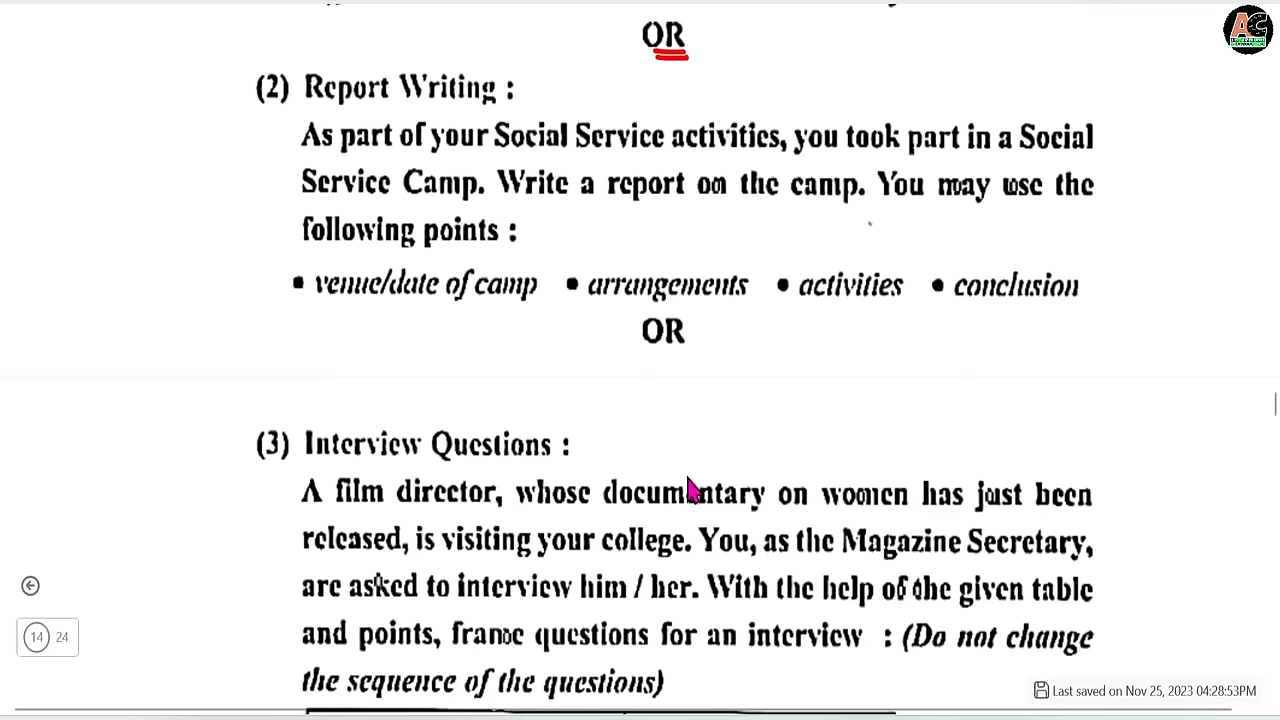 OR
(2) Report Writing :
As part of your Social Service activities, you took part in a Social
Service Camp. Write a report on the camp. You may use the
following points :
• venue/date of camp • arrangements • activities • conclusion
OR
(3) Interview Questions :
A film director, whose documentary on women has just been
released, is visiting your college. You, as the Magazine Secretary,
are asked to interview him / her. With the help of the given table
and points, frame questions for an interview : (Do not change
the sequence of the questions)
14 24
Last saved on Nov 25, 2023 04:28:53PM